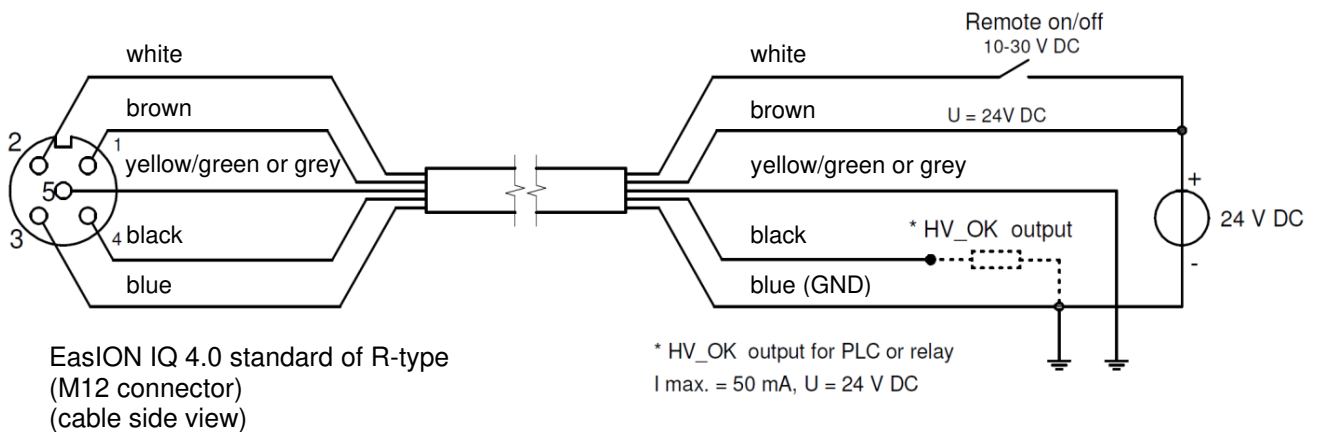 Remote on/off
10-30 V DC
white
white
brown
brown
U = 24V DC
2
1
yellow/green or grey
yellow/green or grey
5
+
24 V DC
3
4
black
black
* HV_OK output
-
blue
blue (GND)
EasION IQ 4.0 standard of R-type
(M12 connector)
(cable side view)
* HV_OK output for PLC or relay
I max. = 50 mA, U = 24 V DC